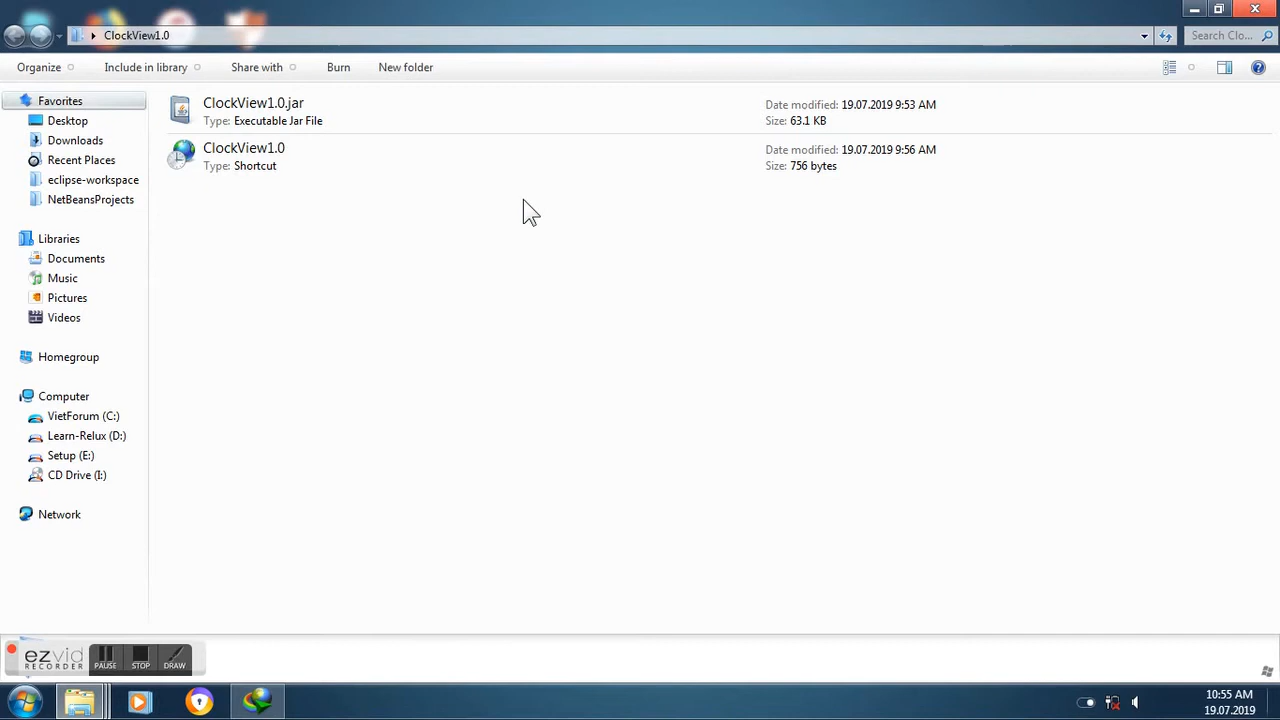 ClockView1.0
Search Clo...
Organize
Include in library
Share with
Burn
New folder
Favorites
Desktop
Downloads
Recent Places
eclipse-workspace
NetBeansProjects
Libraries
Documents
Music
Pictures
Videos
Homegroup
Computer
VietForum (C:)
Learn-Relux (D:)
Setup (E:)
CD Drive (I:)
Network
ClockView1.0.jar
Type: Executable Jar File
Date modified: 19.07.2019 9:53 AM
Size: 63.1 KB
ClockView1.0
Type: Shortcut
Date modified: 19.07.2019 9:56 AM
Size: 756 bytes
ezvid
RECORDER
PAUSE
STOP
DRAW
10:55 AM
19.07.2019